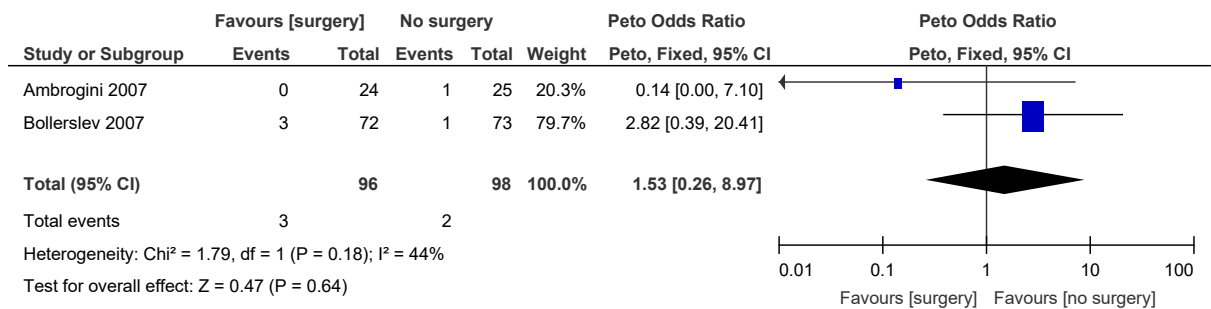 Favours [surgery] No surgery Peto Odds Ratio Peto Odds Ratio
Study or Subgroup Events Total Events Total Weight Peto, Fixed, 95% CI Peto, Fixed, 95% CI
Ambrogini 2007 0 24 1 25 20.3% 0.14 [0.00, 7.10]
Bollerslev 2007 3 72 1 73 79.7% 2.82 [0.39, 20.41]
Total (95% CI) 96 98 100.0% 1.53 [0.26, 8.97]
Total events 3 2
Heterogeneity: Chi² = 1.79, df = 1 (P = 0.18); I² = 44%
Test for overall effect: Z = 0.47 (P = 0.64)
0.01 0.1 1 10 100
Favours [surgery] Favours [no surgery]